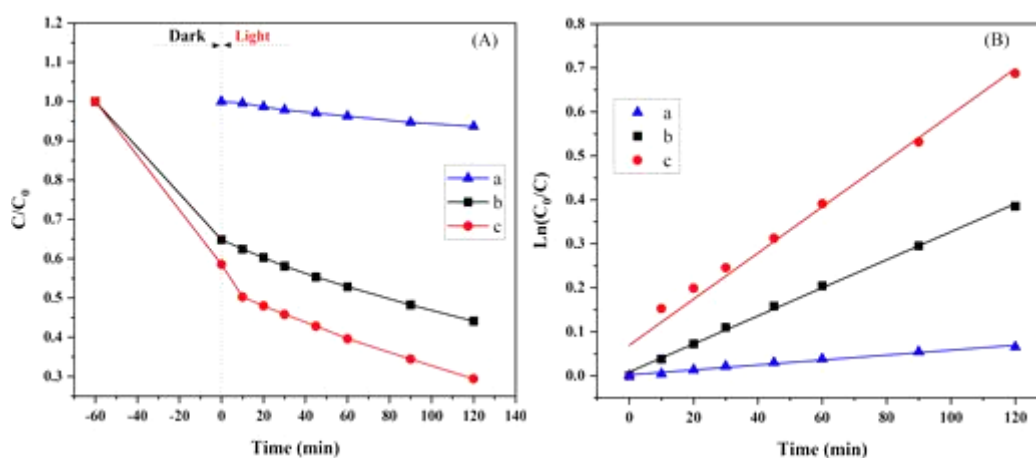 (A)
Dark Light
1.2
1.1
1.0
0.9
0.8
0.7
0.6
0.5
0.4
0.3
C/C₀
a
b
c
-60 -40 -20 0 20 40 60 80 100 120 140
Time (min)
(B)
0.8
0.7
0.6
0.5
0.4
0.3
0.2
0.1
0.0
Ln(C₀/C)
a
b
c
0 20 40 60 80 100 120
Time (min)